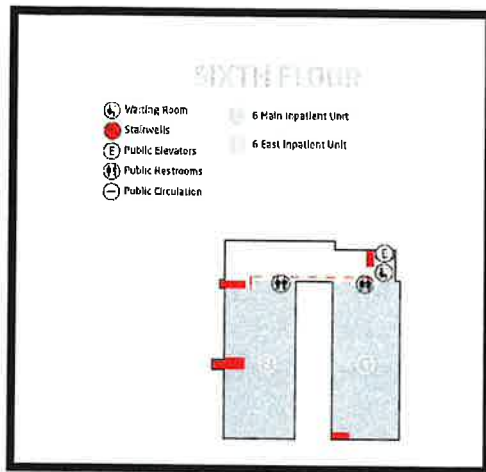 SIXTH FLOOR
Waiting Room
Stairwells
E Public Elevators
Public Restrooms
Public Circulation
6 Main Inpatient Unit
6 East Inpatient Unit
E